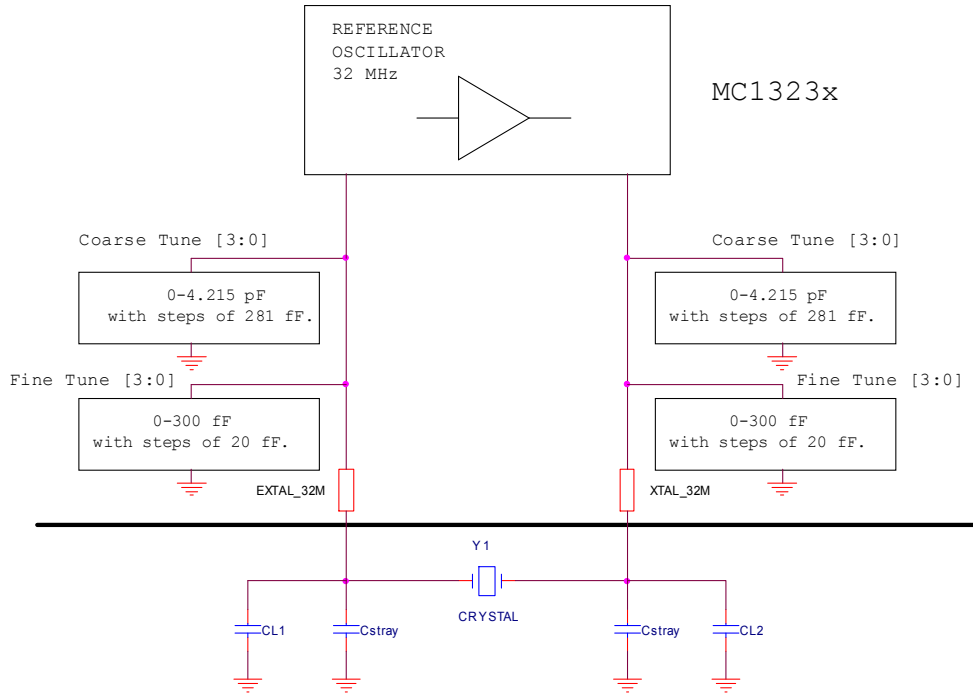 REFERENCE
OSCILLATOR
32 MHz
MC1323x
Coarse Tune [3:0]
0-4.215 pF
with steps of 281 fF.
Coarse Tune [3:0]
0-4.215 pF
with steps of 281 fF.
Fine Tune [3:0]
0-300 fF
with steps of 20 fF.
Fine Tune [3:0]
0-300 fF
with steps of 20 fF.
EXTAL_32M
XTAL_32M
Y1
CRYSTAL
CL1
Cstray
Cstray
CL2